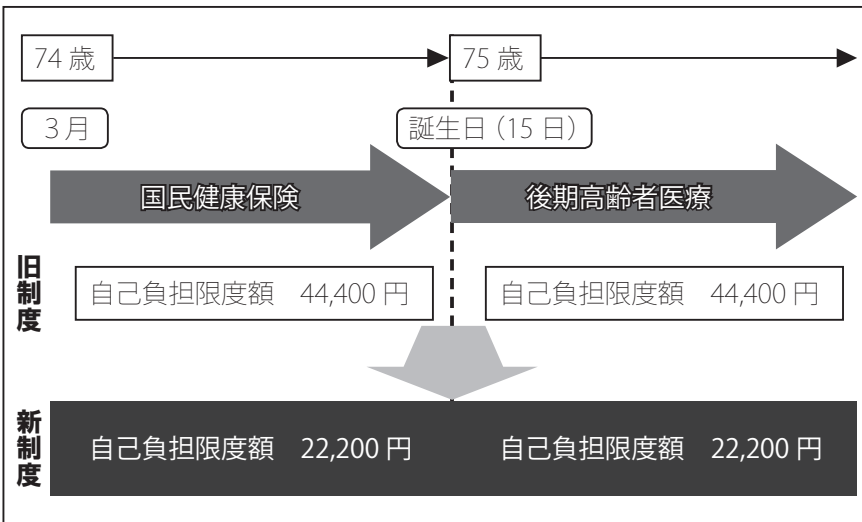 74 歳
75 歳
3 月
誕生日（15 日）
国民健康保険
後期高齢者医療
旧制度
自己負担限度額　44,400 円
自己負担限度額　44,400 円
新制度
自己負担限度額　22,200 円
自己負担限度額　22,200 円